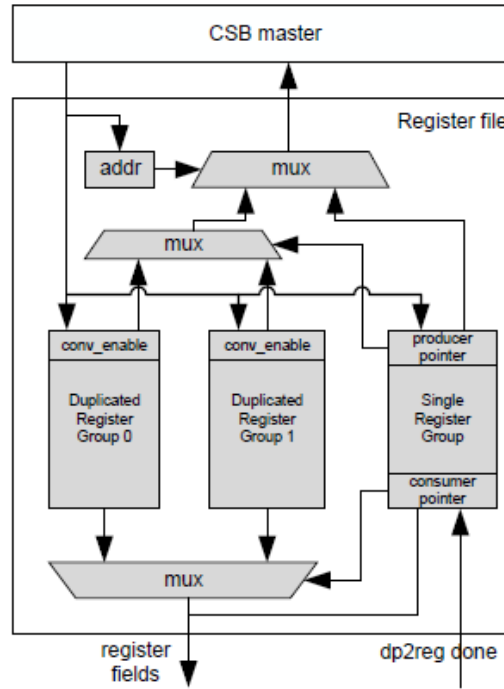 CSB master
Register file
addr
mux
mux
conv_enable
Duplicated
Register
Group 0
conv_enable
Duplicated
Register
Group 1
producer
pointer
Single
Register
Group
consumer
pointer
mux
register
fields
dp2reg done